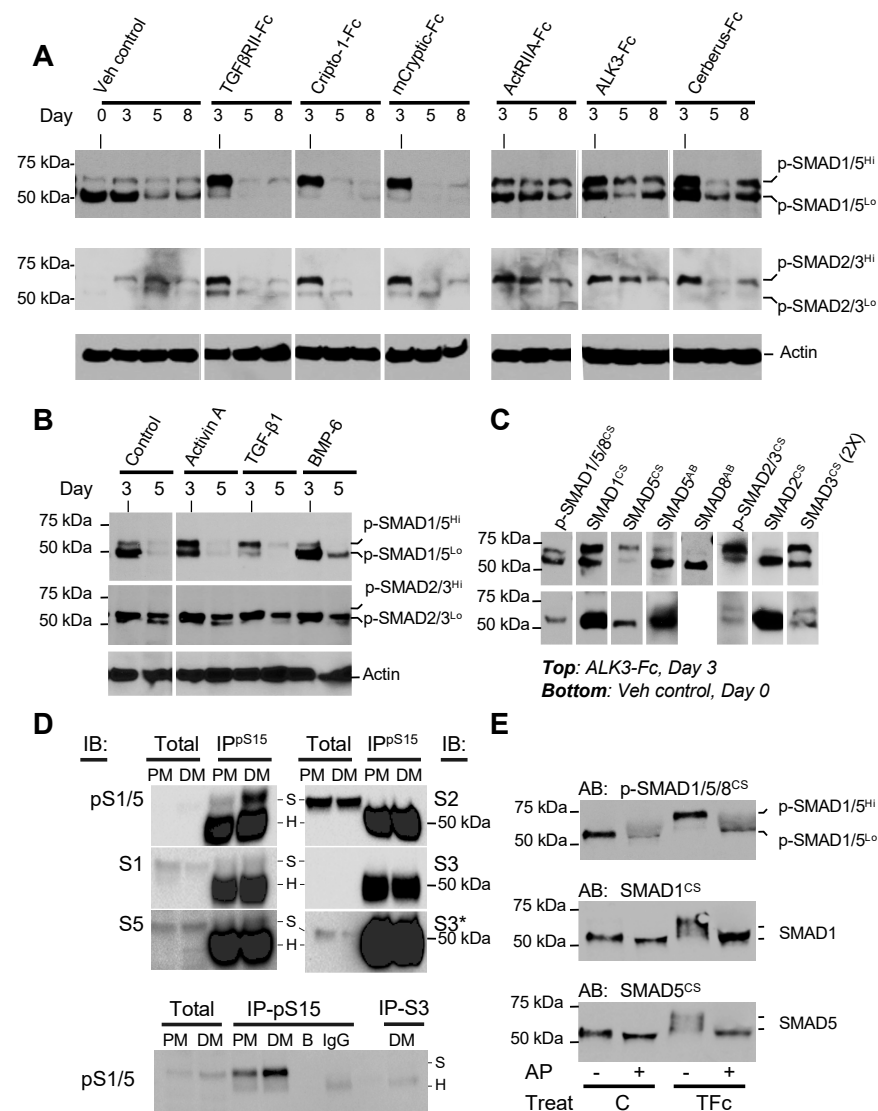 A
Veh control
TGFβRII-Fc
Cripto-1-Fc
mCryptic-Fc
ActRIIA-Fc
ALK3-Fc
Cerberus-Fc
Day 0 3 5 8 3 5 8 3 5 8 3 5 8 3 5 8 3 5 8 3 5 8
75 kDa-
50 kDa-
p-SMAD1/5Hi
p-SMAD1/5Lo
75 kDa-
50 kDa-
p-SMAD2/3Hi
p-SMAD2/3Lo
Actin
B
Control
Activin A
TGF-β1
BMP-6
Day 3 5 3 5 3 5 3 5
75 kDa
50 kDa
p-SMAD1/5Hi
p-SMAD1/5Lo
75 kDa
50 kDa
p-SMAD2/3Hi
p-SMAD2/3Lo
Actin
C
p-SMAD1/5/8CS
SMAD1CS
SMAD5CS
SMAD5AB
SMAD8AB
p-SMAD2/3CS
SMAD2CS
SMAD3CS (2X)
75 kDa
50 kDa
75 kDa
50 kDa
Top: ALK3-Fc, Day 3
Bottom: Veh control, Day 0
D
IB: Total IPpS15 Total IPpS15 IB:
PM DM PM DM PM DM PM DM
pS1/5 - S - - H - S2 50 kDa
S1 - S - H - S3 50 kDa
S5 S H - S3* 50 kDa
Total IP-pS15 IP-S3
PM DM PM DM B IgG DM
pS1/5 - S - H
E
AB: p-SMAD1/5/8CS
75 kDa
50 kDa
p-SMAD1/5Hi
p-SMAD1/5Lo
AB: SMAD1CS
75 kDa
50 kDa
SMAD1
AB: SMAD5CS
75 kDa
50 kDa
SMAD5
AP - + - +
Treat C TFc